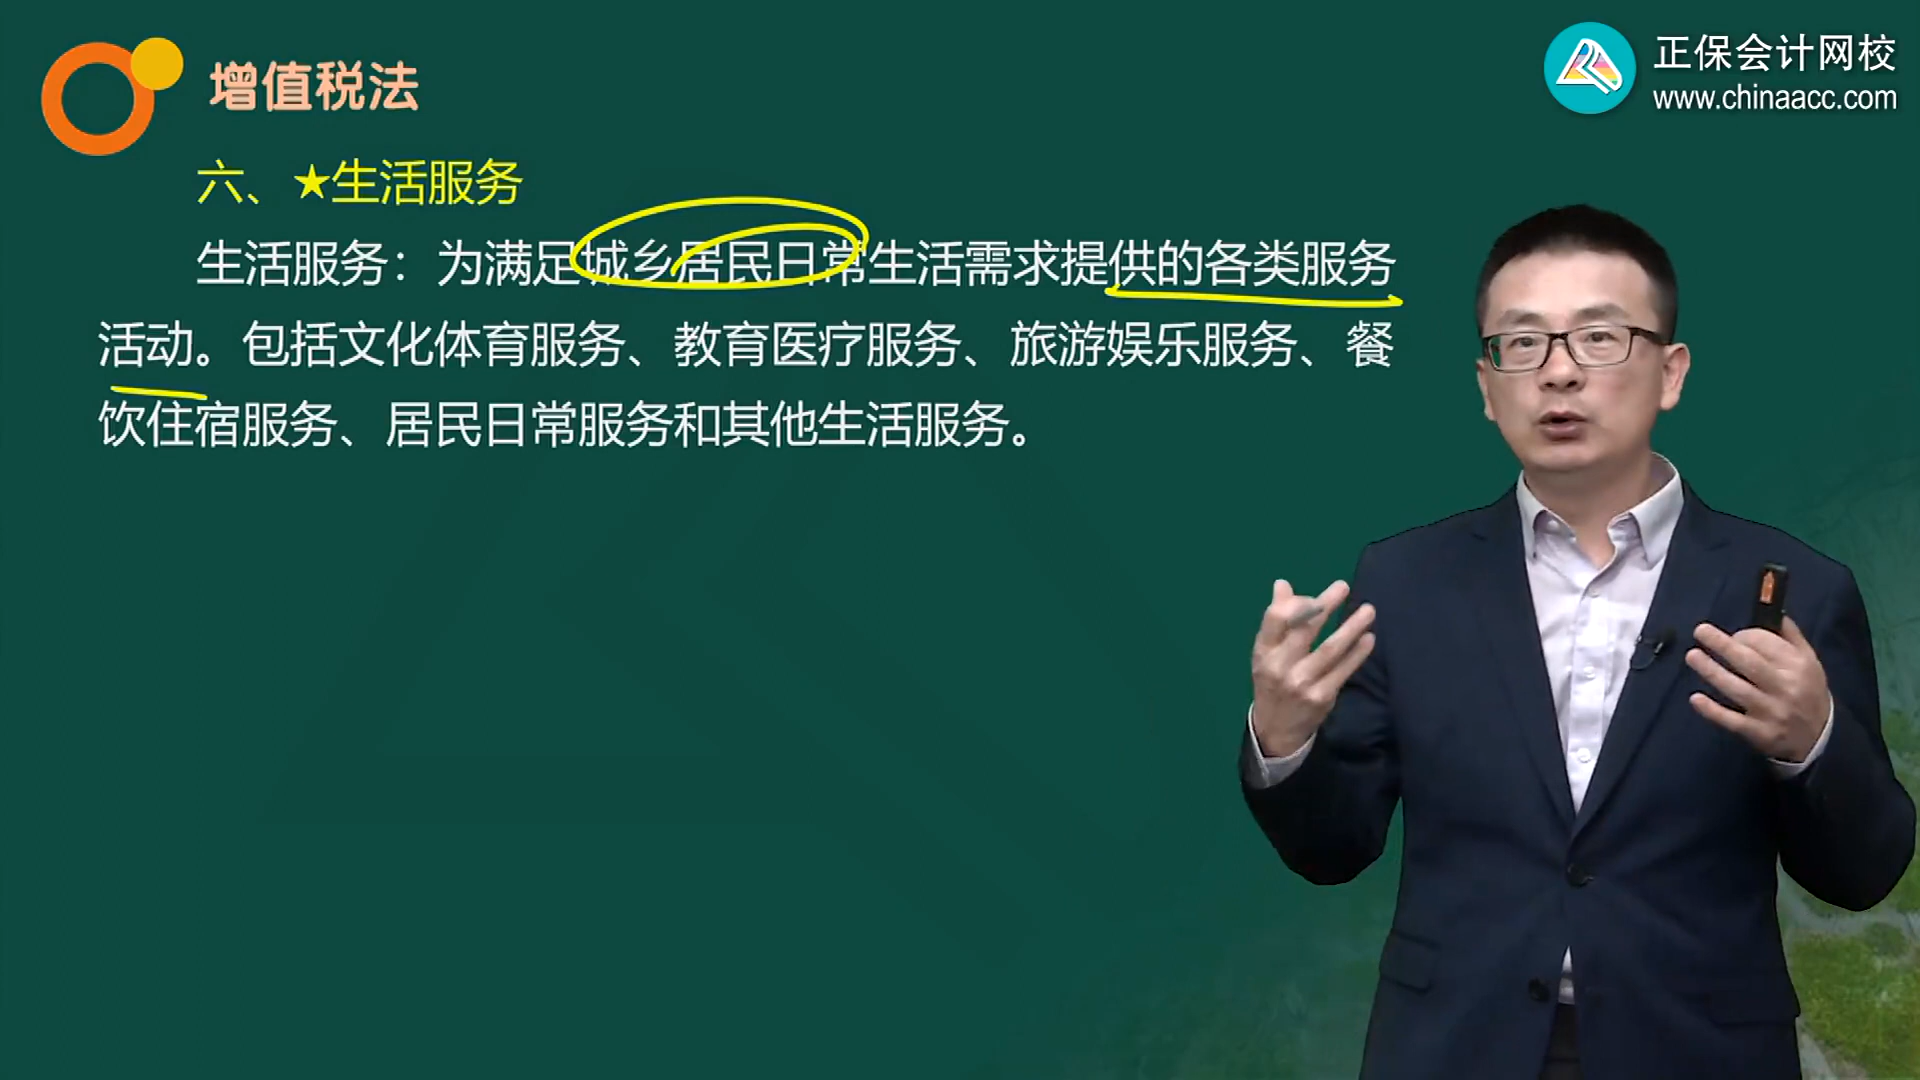 增值税法
正保会计网校
www.chinaacc.com
六、★生活服务
生活服务：为满足城乡居民日常生活需求提供的各类服务
活动。包括文化体育服务、教育医疗服务、旅游娱乐服务、餐
饮住宿服务、居民日常服务和其他生活服务。